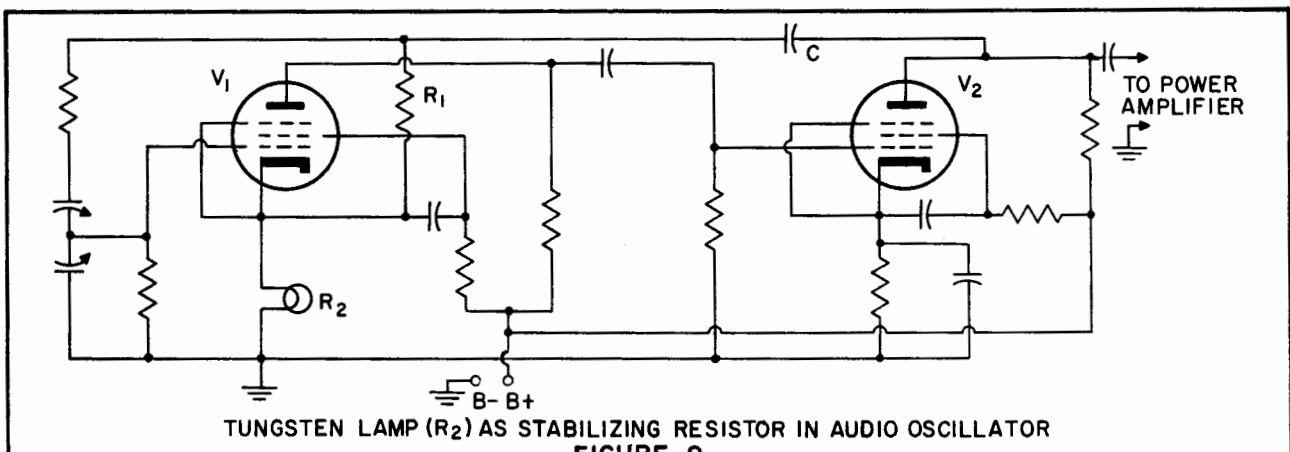 C
V1
R1
V2
TO POWER
AMPLIFIER
R2
B- B+
TUNGSTEN LAMP (R2) AS STABILIZING RESISTOR IN AUDIO OSCILLATOR